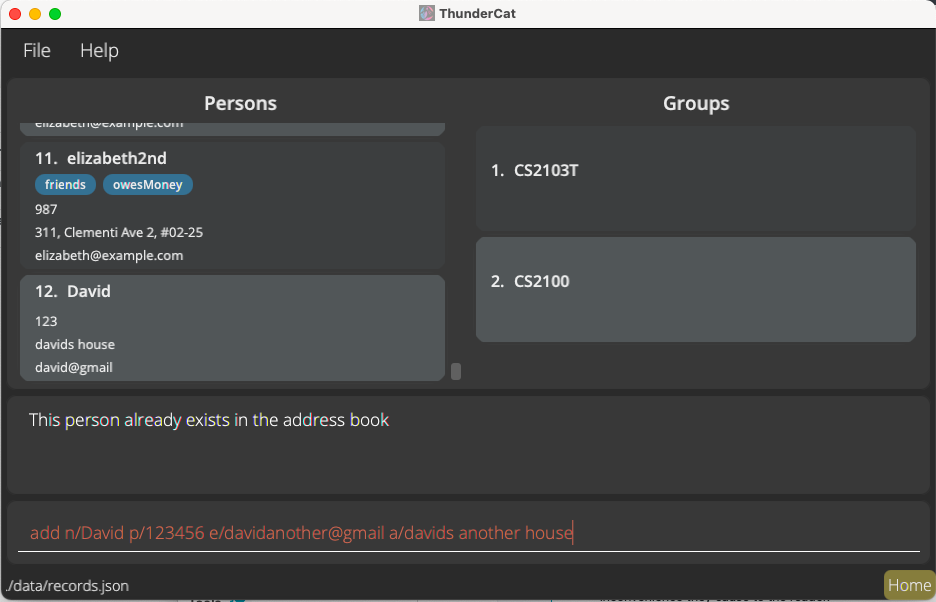 ThunderCat
File Help
Persons
elizabeth@example.com
11. elizabeth2nd
friends owesMoney
987
311, Clementi Ave 2, #02-25
elizabeth@example.com
12. David
123
davids house
david@gmail
Groups
1. CS2103T
2. CS2100
This person already exists in the address book
add n/David p/123456 e/davidanother@gmail a/davids another house
./data/records.json
Home